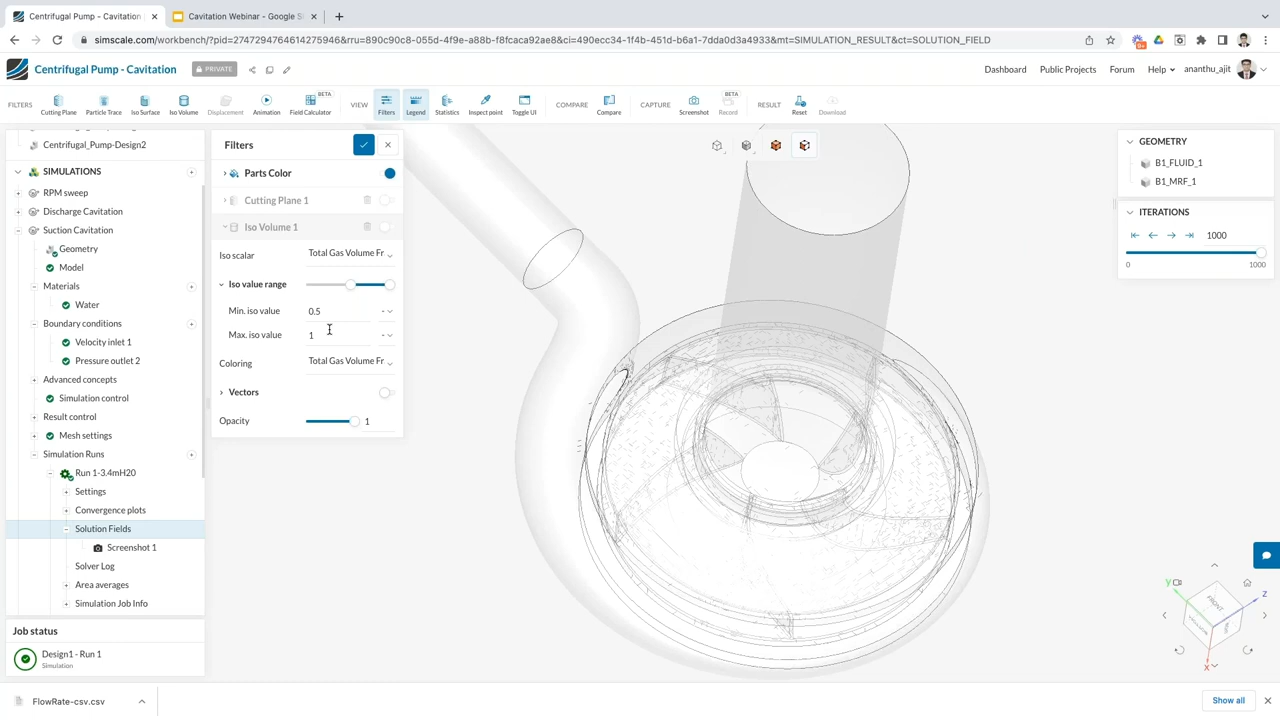 Centrifugal Pump - Cavitation
Cavitation Webinar - Google Sl
simscale.com/workbench/?pid=2747294764614275946&rru=890c90c8-055d-4f9e-a88b-f8fcaca92ae8&ci=490ecc34-1f4b-451d-b6a1-7dda0d3a4933&mt=SIMULATION_RESULT&ct=SOLUTION_FIELD
Centrifugal Pump - Cavitation
PRIVATE
Dashboard
Public Projects
Forum
Help
ananthu_ajit
FILTERS
Cutting Plane
Particle Trace
Iso Surface
Iso Volume
Displacement
Animation
BETA
Field Calculator
VIEW
Filters
Legend
Statistics
Inspect point
Toggle UI
COMPARE
Compare
CAPTURE
Screenshot
BETA
Record
RESULT
Reset
Download
Centrifugal_Pump-Design2
SIMULATIONS
RPM sweep
Discharge Cavitation
Suction Cavitation
Geometry
Model
Materials
Water
Boundary conditions
Velocity inlet 1
Pressure outlet 2
Advanced concepts
Simulation control
Result control
Mesh settings
Simulation Runs
Run 1-3.4mH20
Settings
Convergence plots
Solution Fields
Screenshot 1
Solver Log
Area averages
Simulation Job Info
Job status
Design1 - Run 1
Simulation
Filters
Parts Color
Cutting Plane 1
Iso Volume 1
Iso scalar
Total Gas Volume Fr
Iso value range
Min. iso value
0.5
-
Max. iso value
1
-
Coloring
Total Gas Volume Fr
Vectors
Opacity
1
GEOMETRY
B1_FLUID_1
B1_MRF_1
ITERATIONS
1000
0
1000
y
z
x
FRONT
FlowRate-csv.csv
Show all